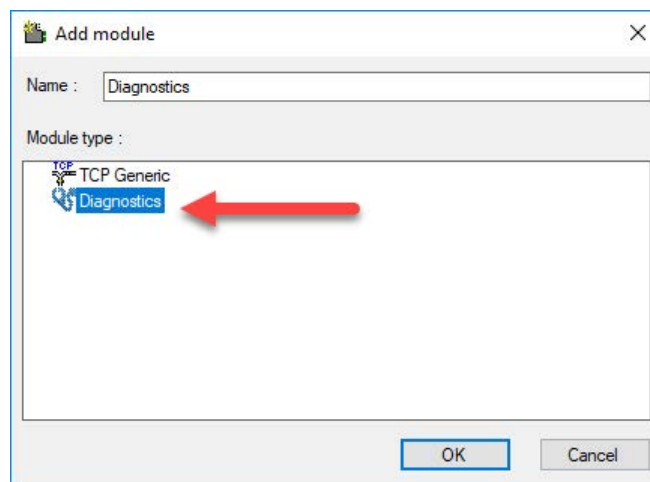 Add module
Name : Diagnostics
Module type :
TCP TCP Generic
Diagnostics
OK Cancel